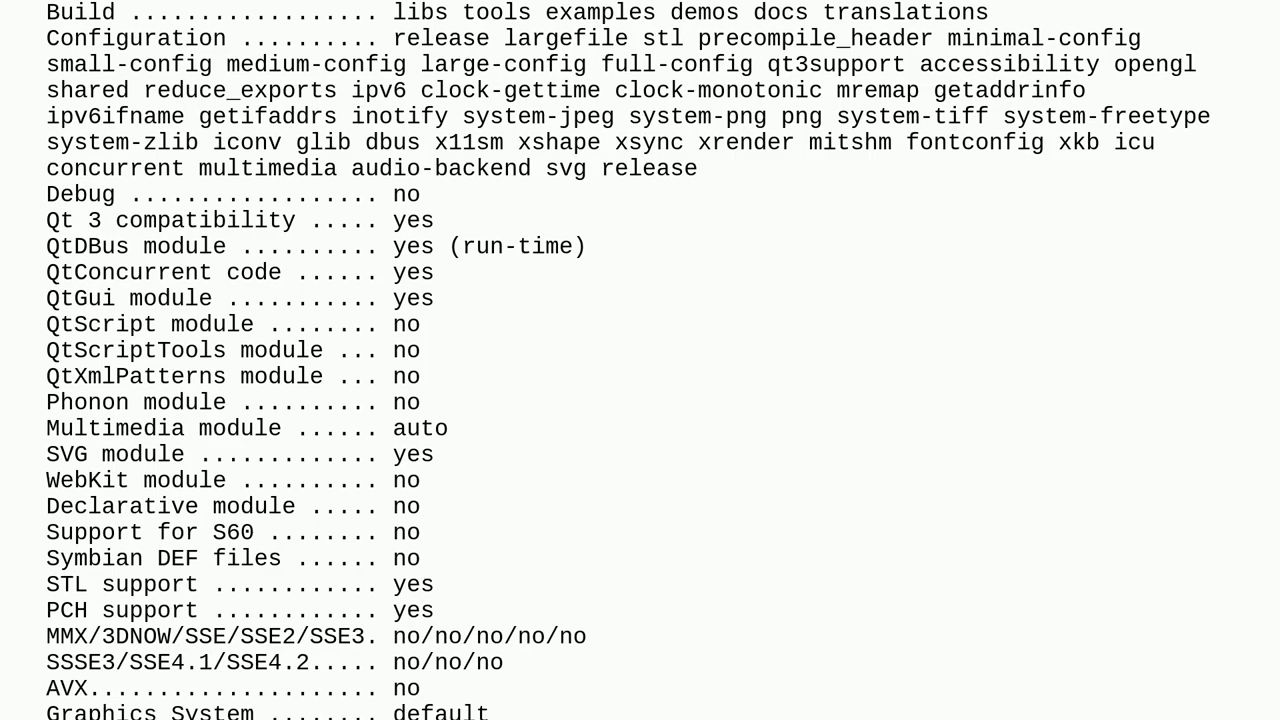 Build .................. libs tools examples demos docs translations
Configuration .......... release largefile stl precompile_header minimal-config
small-config medium-config large-config full-config qt3support accessibility opengl
shared reduce_exports ipv6 clock-gettime clock-monotonic mremap getaddrinfo
ipv6ifname getifaddrs inotify system-jpeg system-png png system-tiff system-freetype
system-zlib iconv glib dbus x11sm xshape xsync xrender mitshm fontconfig xkb icu
concurrent multimedia audio-backend svg release
Debug .................. no
Qt 3 compatibility ..... yes
QtDBus module .......... yes (run-time)
QtConcurrent code ...... yes
QtGui module ........... yes
QtScript module ........ no
QtScriptTools module ... no
QtXmlPatterns module ... no
Phonon module .......... no
Multimedia module ...... auto
SVG module ............. yes
WebKit module .......... no
Declarative module ..... no
Support for S60 ........ no
Symbian DEF files ...... no
STL support ............ yes
PCH support ............ yes
MMX/3DNOW/SSE/SSE2/SSE3. no/no/no/no/no
SSSE3/SSE4.1/SSE4.2..... no/no/no
AVX..................... no
Graphics System ........ default